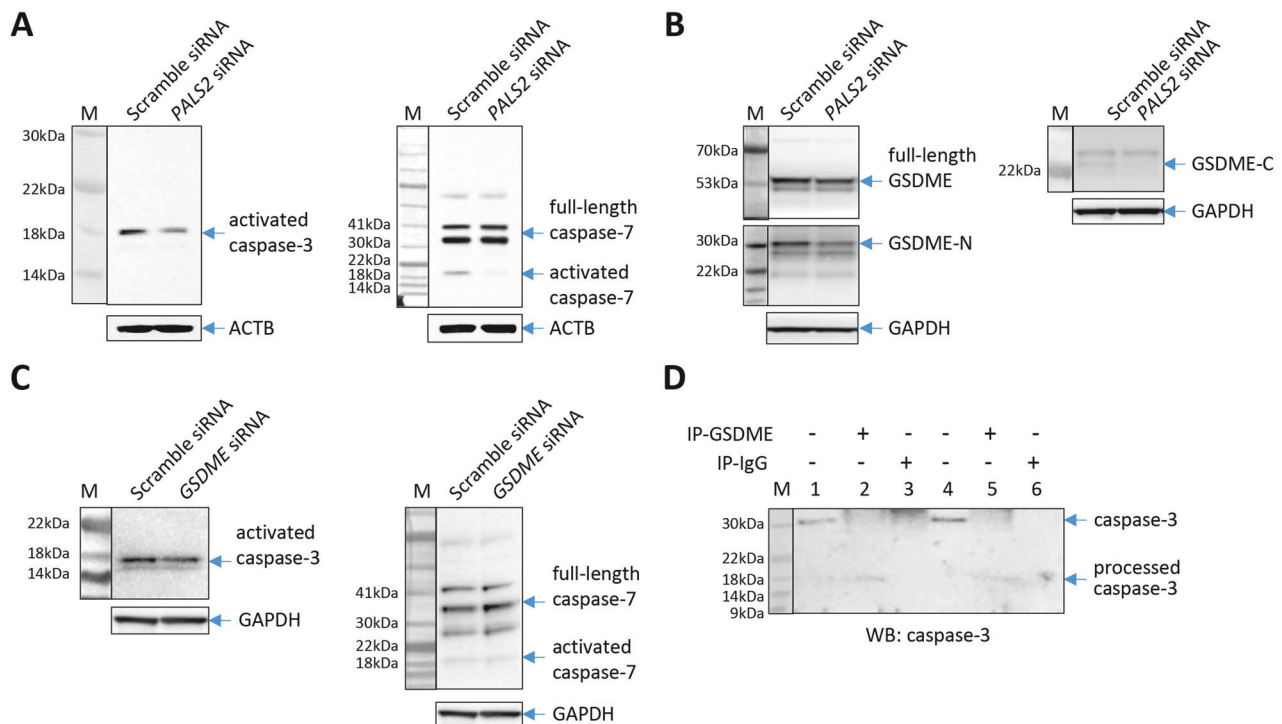 A
Scramble siRNA
PALS2 siRNA
M
30kDa
22kDa
18kDa
14kDa
activated
caspase-3
ACTB
Scramble siRNA
PALS2 siRNA
M
41kDa
30kDa
22kDa
18kDa
14kDa
full-length
caspase-7
activated
caspase-7
ACTB
B
Scramble siRNA
PALS2 siRNA
M
70kDa
53kDa
30kDa
22kDa
full-length
GSDME
GSDME-N
GAPDH
Scramble siRNA
PALS2 siRNA
M
22kDa
GSDME-C
GAPDH
C
Scramble siRNA
GSDME siRNA
M
22kDa
18kDa
14kDa
activated
caspase-3
GAPDH
Scramble siRNA
GSDME siRNA
M
41kDa
30kDa
22kDa
18kDa
full-length
caspase-7
activated
caspase-7
GAPDH
D
IP-GSDME - + - - + -
IP-IgG - - + - - +
M 1 2 3 4 5 6
30kDa
22kDa
18kDa
14kDa
9kDa
caspase-3
processed
caspase-3
WB: caspase-3